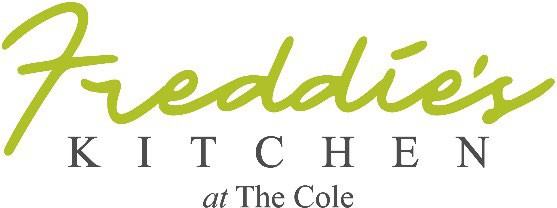 Freddie's
KITCHEN
at The Cole